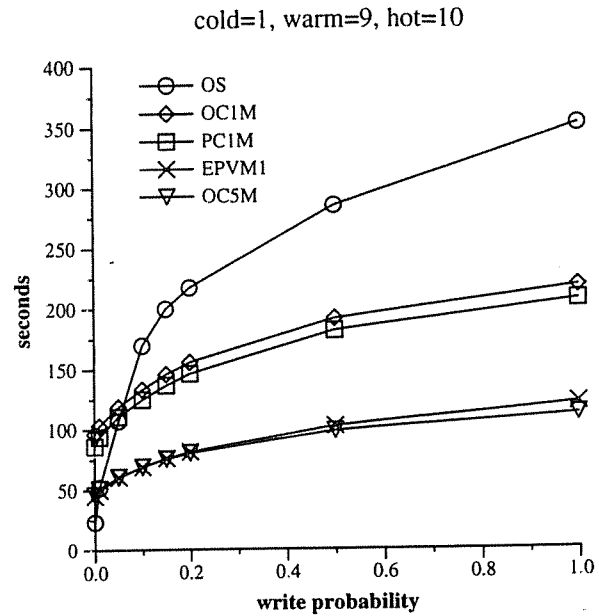 cold=1, warm=9, hot=10
400
350
300
250
200
150
100
50
0
seconds
OS
OC1M
PC1M
EPVM1
OC5M
0.0 0.2 0.4 0.6 0.8 1.0
write probability